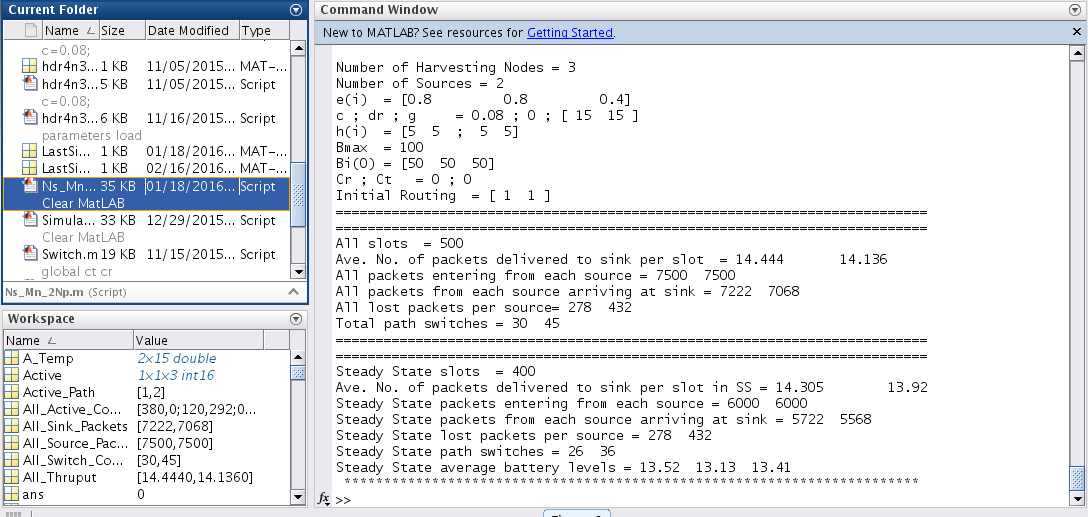 Current Folder
Name Size Date Modified Type
c=0.08;
hdr4n3... 1 KB 11/05/2015... MAT-...
hdr4n3... 5 KB 11/05/2015... Script
c=0.08;
hdr4n3... 6 KB 11/16/2015... Script
parameters load
LastSi... 1 KB 01/18/2016... MAT-...
LastSi... 1 KB 02/16/2016... MAT-...
Ns_Mn... 35 KB 01/18/2016... Script
Clear MatLAB
Simula... 33 KB 12/29/2015... Script
Clear MatLAB
Switch.m 19 KB 11/15/2015... Script
global ct cr
Ns_Mn_2Np.m (Script)
Workspace
Name Value
A_Temp 2x15 double
Active 1x1x3 int16
Active_Path [1,2]
All_Active_Co... [380,0;120,292;0...
All_Sink_Packets [7222,7068]
All_Source_Pac... [7500,7500]
All_Switch_Co... [30,45]
All_Thruput [14.4440,14.1360]
ans 0
Command Window
New to MATLAB? See resources for Getting Started.
Number of Harvesting Nodes = 3
Number of Sources = 2
e(i) = [0.8 0.8 0.4]
c ; dr ; g = 0.08 ; 0 ; [ 15 15 ]
h(i) = [5 5 ; 5 5]
Bmax = 100
Bi(0) = [50 50 50]
Cr ; Ct = 0 ; 0
Initial Routing = [ 1 1 ]
==========================================================================
==========================================================================
All slots = 500
Ave. No. of packets delivered to sink per slot = 14.444 14.136
All packets entering from each source = 7500 7500
All packets from each source arriving at sink = 7222 7068
All lost packets per source= 278 432
Total path switches = 30 45
==========================================================================
==========================================================================
Steady State slots = 400
Ave. No. of packets delivered to sink per slot in SS = 14.305 13.92
Steady State packets entering from each source = 6000 6000
Steady State packets from each source arriving at sink = 5722 5568
Steady State lost packets per source = 278 432
Steady State path switches = 26 36
Steady State average battery levels = 13.52 13.13 13.41
************************************************************************
fx >>